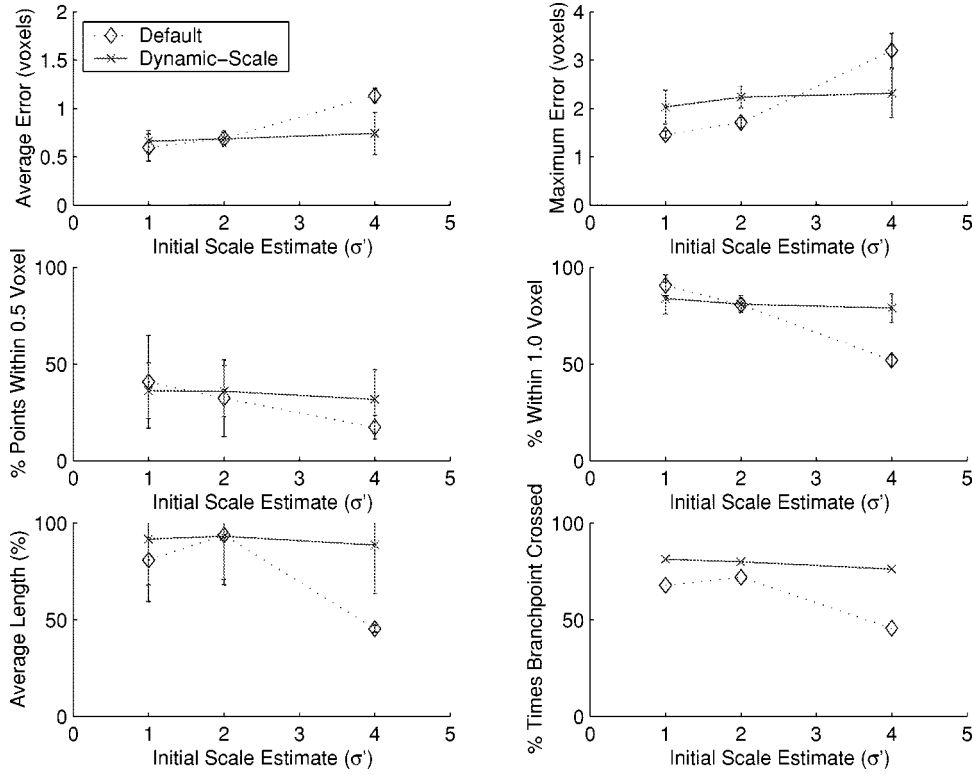 Average Error (voxels)
2
1.5
1
0.5
0
Default
Dynamic−Scale
0 1 2 3 4 5
Initial Scale Estimate (σ')
Maximum Error (voxels)
4
3
2
1
0
0 1 2 3 4 5
Initial Scale Estimate (σ')
% Points Within 0.5 Voxel
100
50
0
0 1 2 3 4 5
Initial Scale Estimate (σ')
% Within 1.0 Voxel
100
50
0
0 1 2 3 4 5
Initial Scale Estimate (σ')
Average Length (%)
100
50
0
0 1 2 3 4 5
Initial Scale Estimate (σ')
% Times Branchpoint Crossed
100
50
0
0 1 2 3 4 5
Initial Scale Estimate (σ')